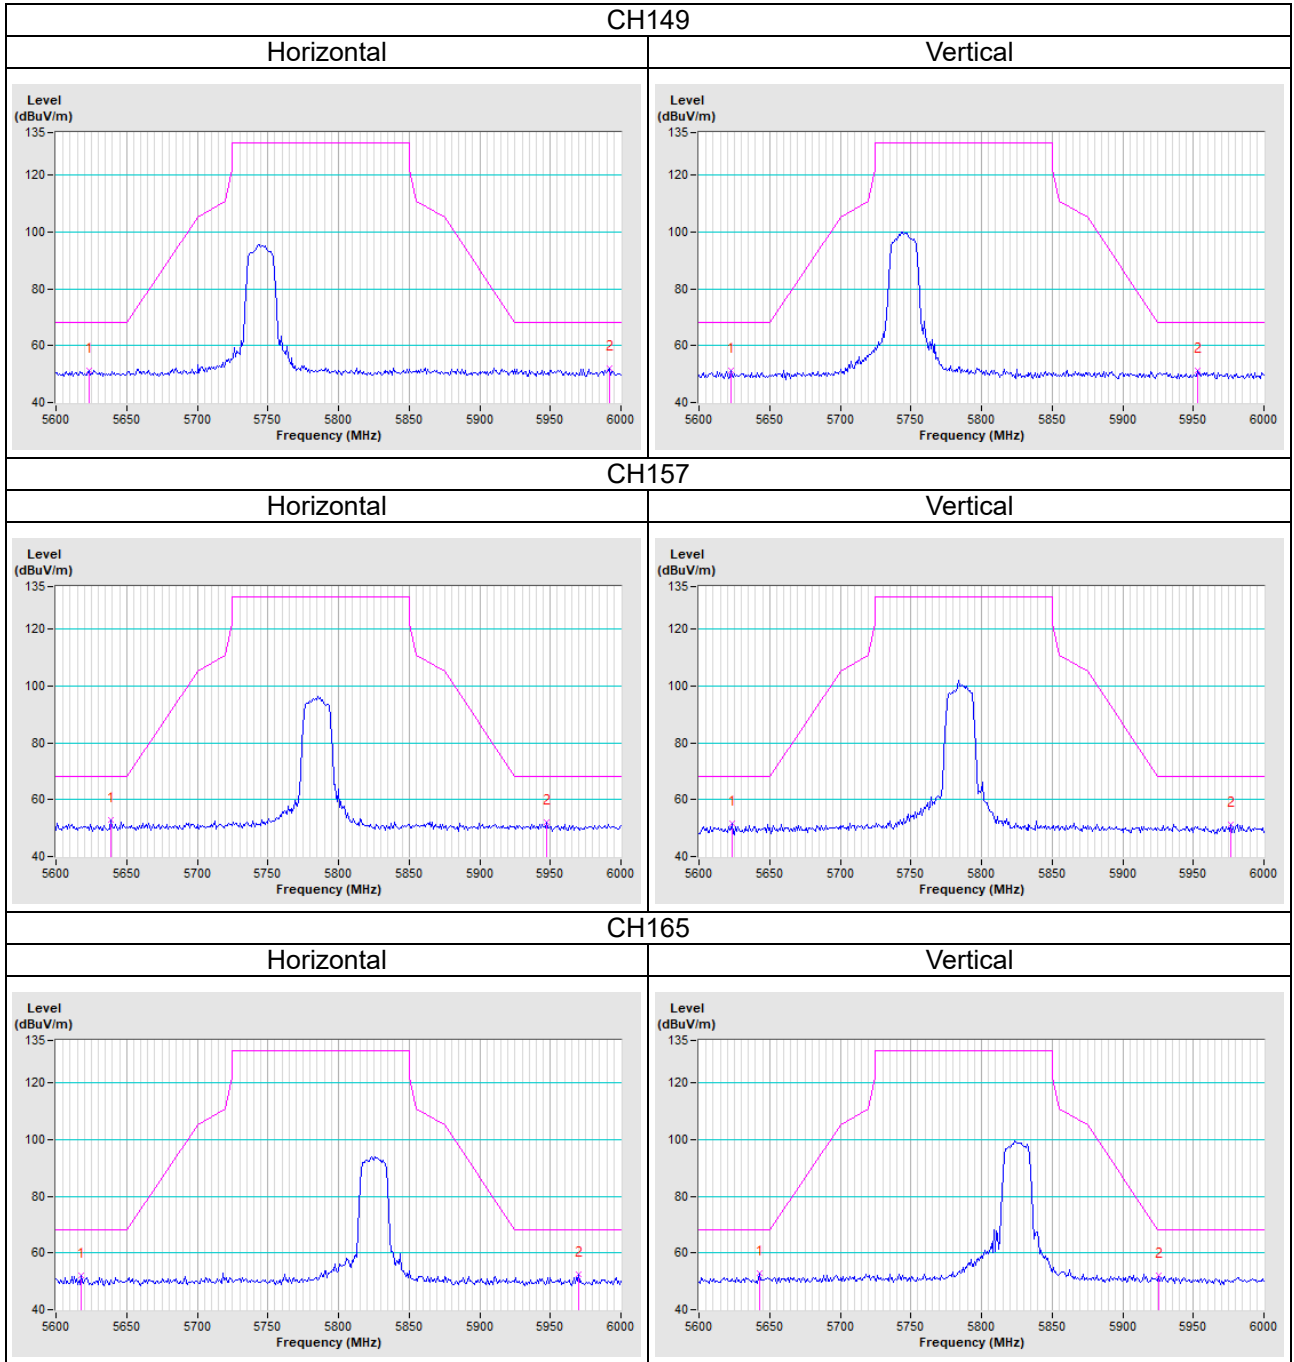 CH149
Horizontal Vertical
Level Level
(dBuV/m) (dBuV/m)
135 135
120 120
100 100
80 80
60 1 2 60 1 2
40 40
5600 5650 5700 5750 5800 5850 5900 5950 6000 5600 5650 5700 5750 5800 5850 5900 5950 6000
Frequency (MHz) Frequency (MHz)
CH157
Horizontal Vertical
Level Level
(dBuV/m) (dBuV/m)
135 135
120 120
100 100
80 80
60 1 2 60 1 2
40 40
5600 5650 5700 5750 5800 5850 5900 5950 6000 5600 5650 5700 5750 5800 5850 5900 5950 6000
Frequency (MHz) Frequency (MHz)
CH165
Horizontal Vertical
Level Level
(dBuV/m) (dBuV/m)
135 135
120 120
100 100
80 80
60 1 2 60 1 2
40 40
5600 5650 5700 5750 5800 5850 5900 5950 6000 5600 5650 5700 5750 5800 5850 5900 5950 6000
Frequency (MHz) Frequency (MHz)